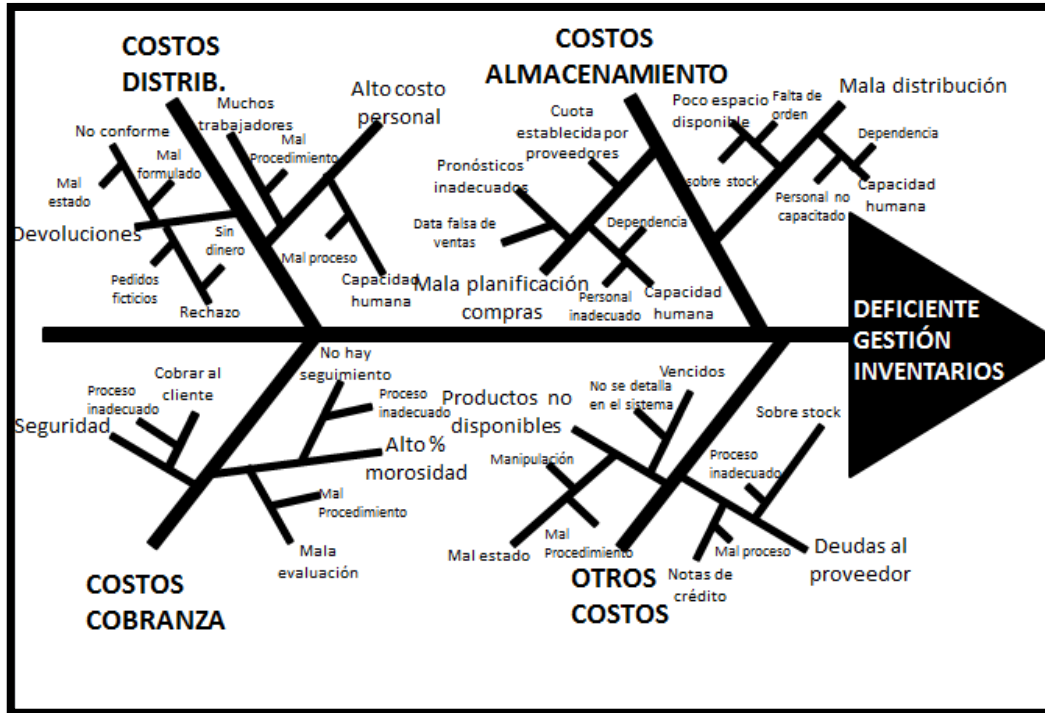 COSTOS
DISTRIB.
No conforme
Mal
estado
Mal
formulado
Devoluciones
Pedidos
ficticios
Sin
dinero
Rechazo
Muchos
trabajadores
Mal
Procedimiento
Alto costo
personal
Mal proceso
Capacidad
humana
COSTOS
ALMACENAMIENTO
Cuota
establecida por
proveedores
Pronósticos
inadecuados
Data falsa de
ventas
Mala planificación
compras
Dependencia
Personal
inadecuado
Capacidad
humana
Poco espacio
disponible
Falta de
orden
sobre stock
Mala distribución
Dependencia
Personal no
capacitado
Capacidad
humana
DEFICIENTE
GESTIÓN
INVENTARIOS
Seguridad
Proceso
inadecuado
Cobrar al
cliente
No hay
seguimiento
Proceso
inadecuado
Alto %
morosidad
Mal
Procedimiento
Mala
evaluación
COSTOS
COBRANZA
Productos no
disponibles
No se detalla
en el sistema
Vencidos
Manipulación
Mal estado
Mal
Procedimiento
Sobre stock
Proceso
inadecuado
Mal proceso
Notas de
crédito
Deudas al
proveedor
OTROS
COSTOS